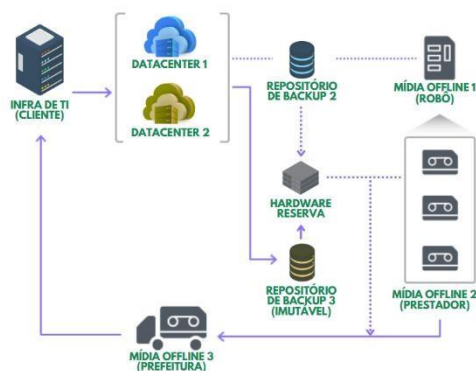 INFRA DE TI
(CLIENTE)
DATACENTER 1
DATACENTER 2
REPOSITÓRIO
DE BACKUP 2
MÍDIA OFFLINE 1
(ROBÔ)
HARDWARE
RESERVA
REPOSITÓRIO
DE BACKUP 3
(IMUTÁVEL)
MÍDIA OFFLINE 2
(PRESTADOR)
MÍDIA OFFLINE 3
(PREFEITURA)